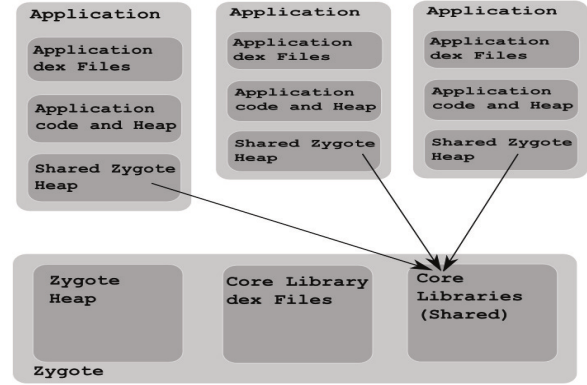 Application
Application
dex Files
Application
code and Heap
Shared Zygote
Heap
Application
Application
dex Files
Application
code and Heap
Shared Zygote
Heap
Application
Application
dex Files
Application
code and Heap
Shared Zygote
Heap
Zygote
Heap
Core Library
dex Files
Core
Libraries
(Shared)
Zygote